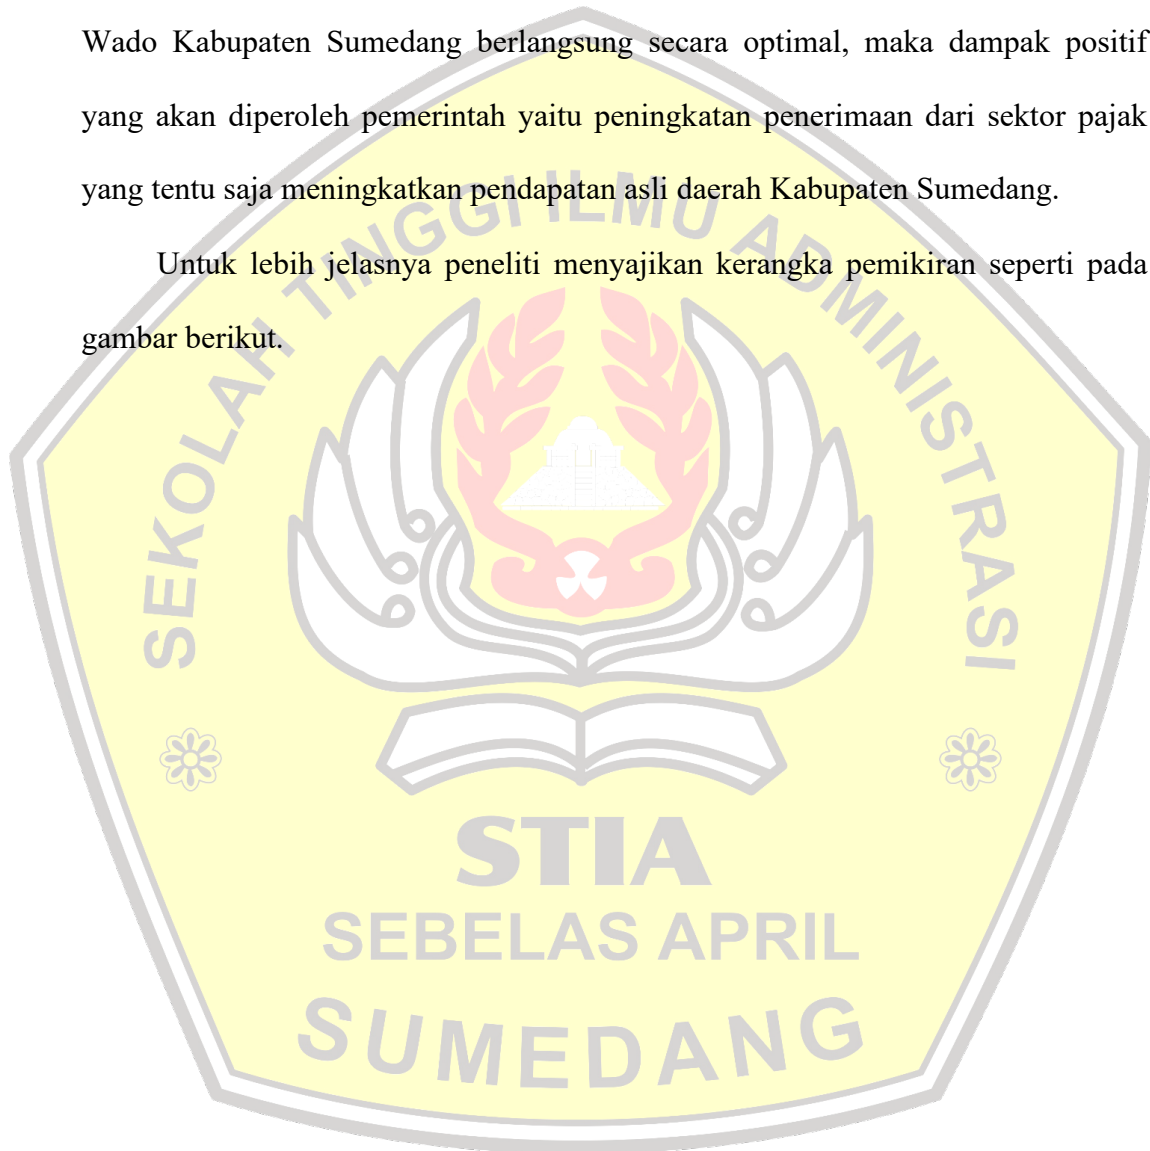 Wado Kabupaten Sumedang berlangsung secara optimal, maka dampak positif
yang akan diperoleh pemerintah yaitu peningkatan penerimaan dari sektor pajak
yang tentu saja meningkatkan pendapatan asli daerah Kabupaten Sumedang.
Untuk lebih jelasnya peneliti menyajikan kerangka pemikiran seperti pada
gambar berikut.
SEKOLAH TINGGI ILMU ADMINISTRASI
STIA
SEBELAS APRIL
SUMEDANG